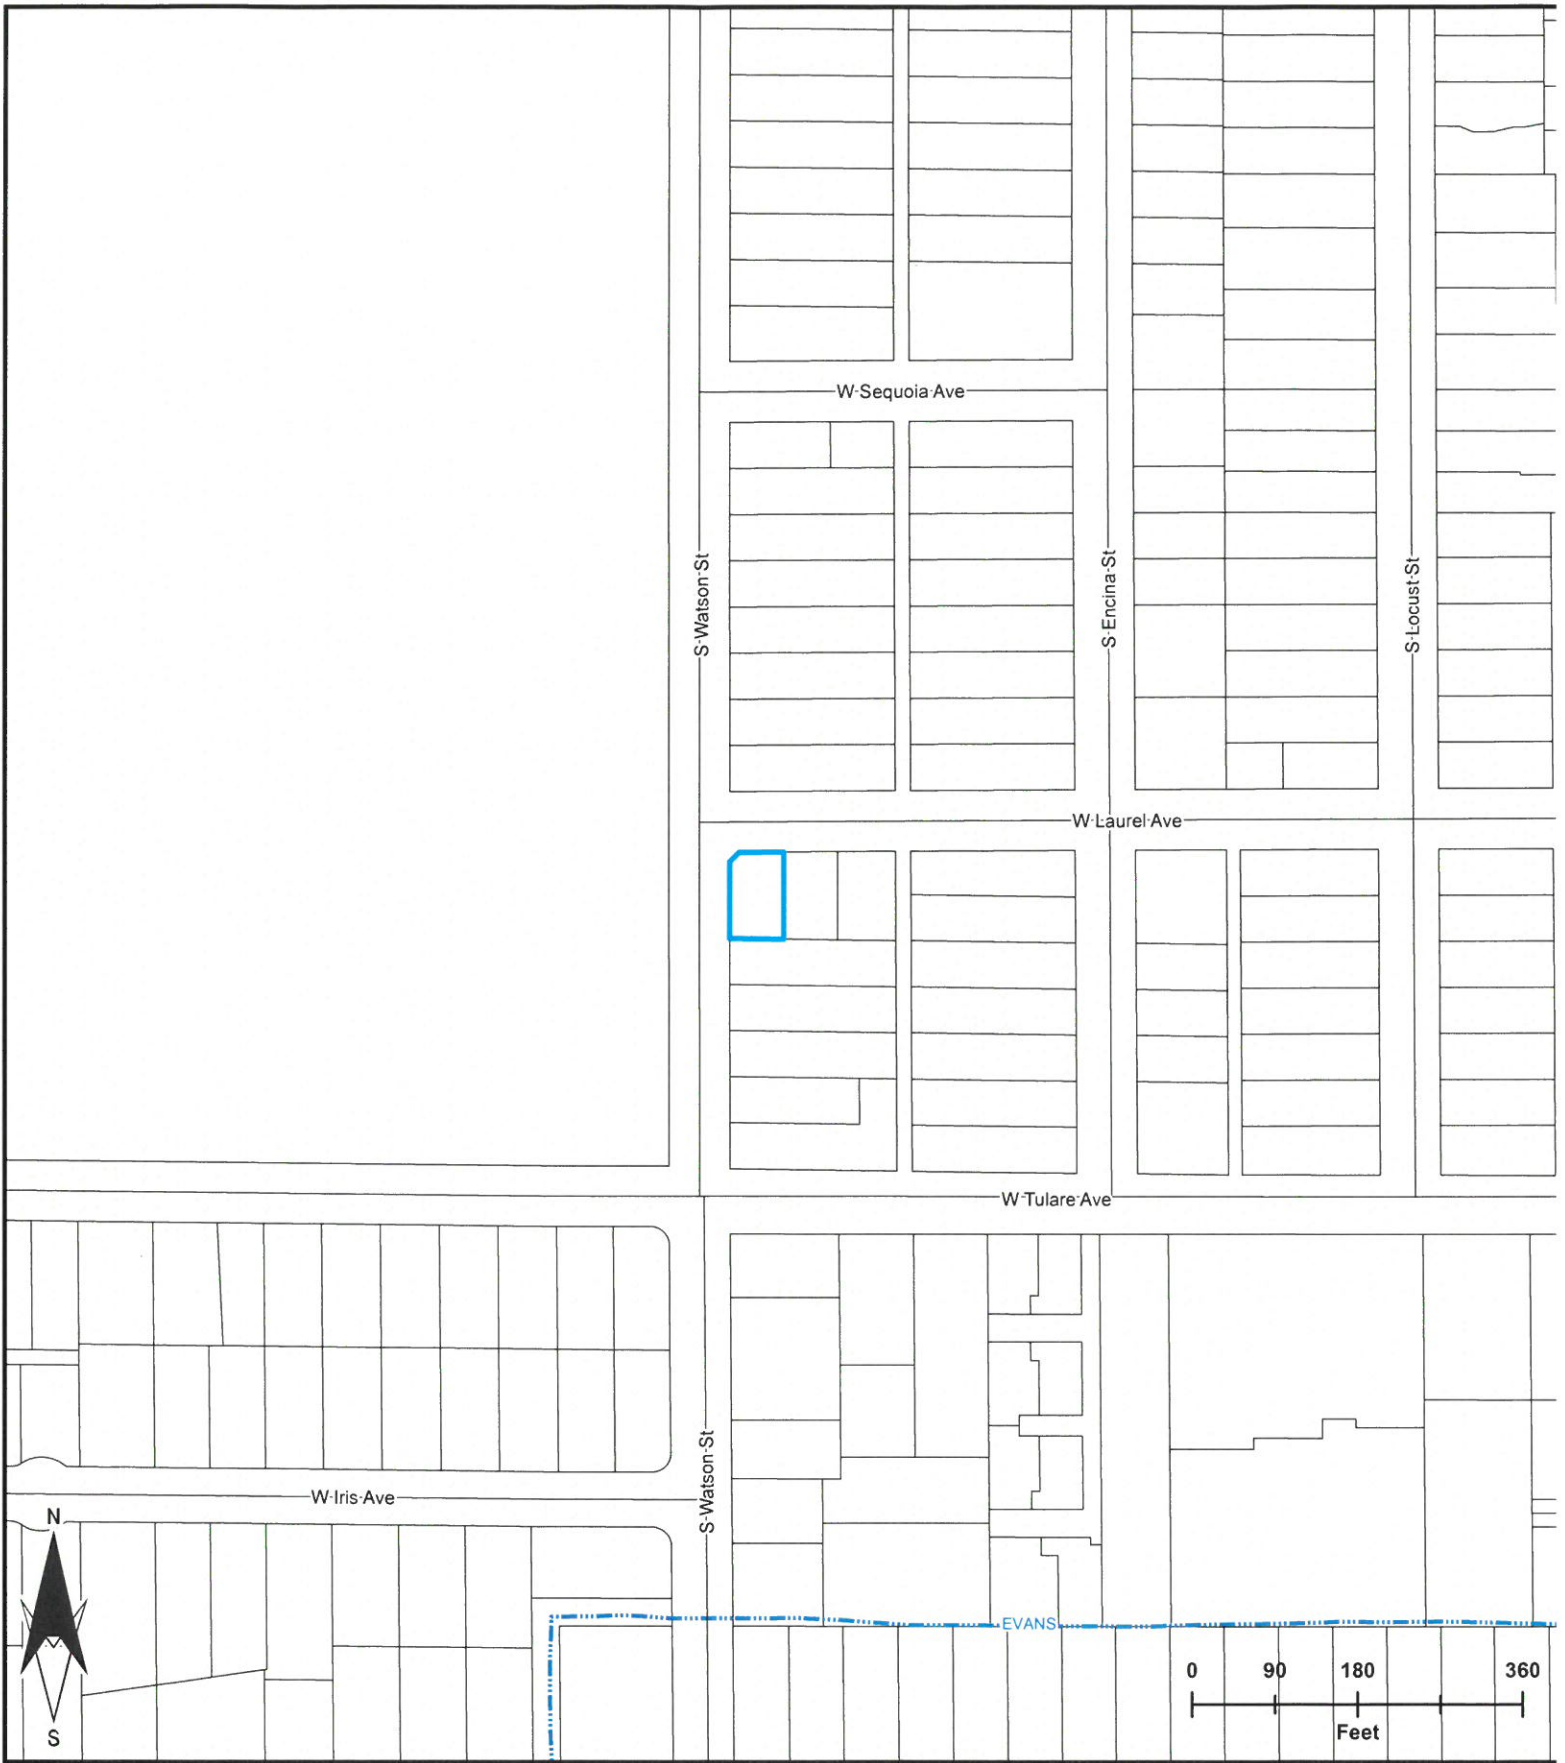 W Sequoia Ave
S Watson St
S Encina St
S Locust St
W Laurel Ave
W Tulare Ave
S Watson St
W Iris Ave
N
S
EVANS
0 90 180 360
Feet